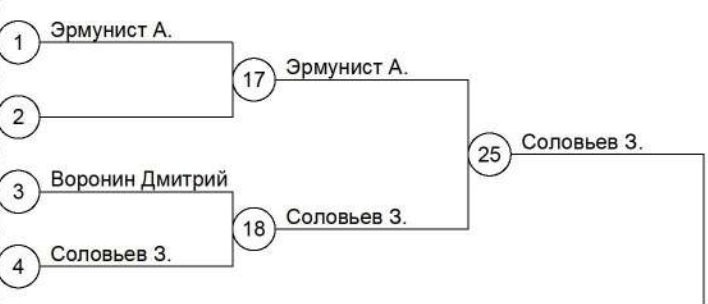 Эрмунист А.
1
17
Эрмунист А.
2
25
Соловьев З.
Воронин Дмитрий
3
18
Соловьев З.
Соловьев З.
4